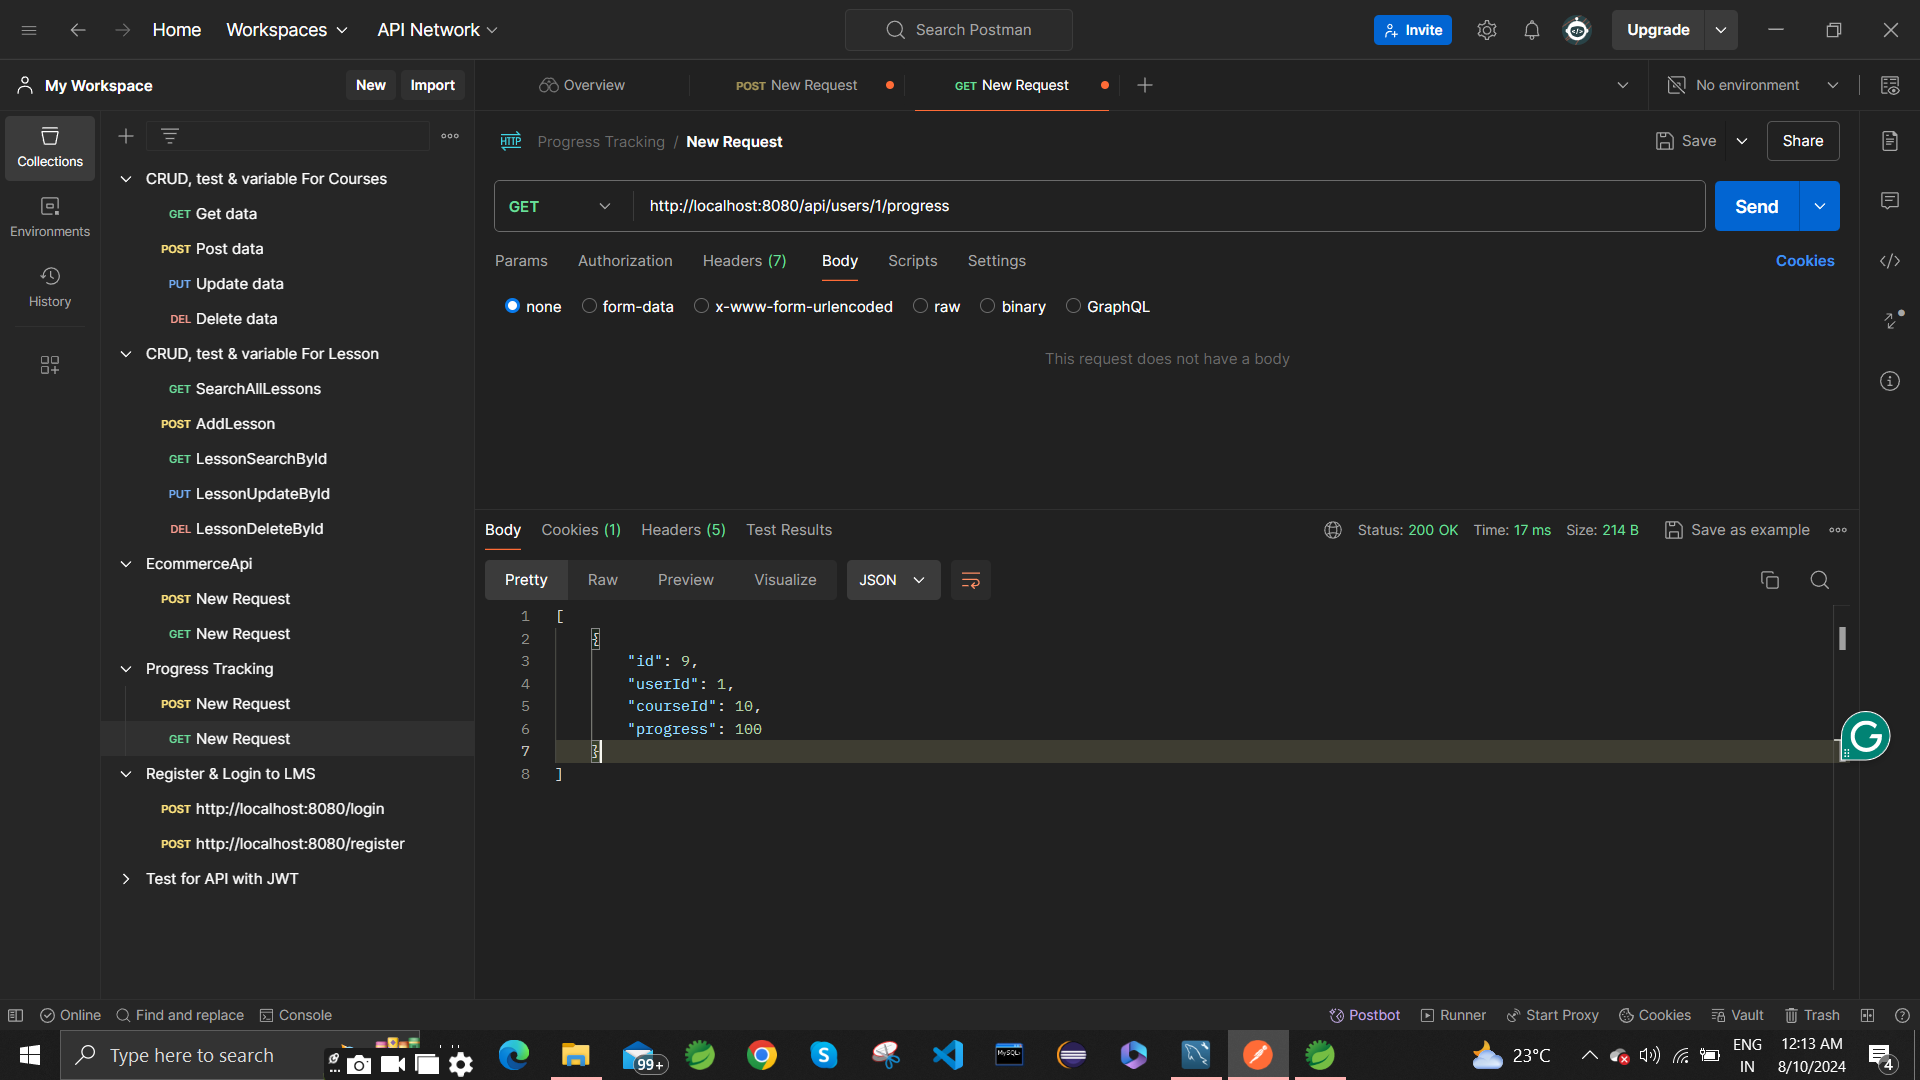 Home Workspaces API Network Search Postman Invite Upgrade
My Workspace New Import Overview POST New Request GET New Request No environment
Collections
Environments
History
CRUD, test & variable For Courses
GET Get data
POST Post data
PUT Update data
DEL Delete data
CRUD, test & variable For Lesson
GET SearchAllLessons
POST AddLesson
GET LessonSearchById
PUT LessonUpdateById
DEL LessonDeleteById
EcommerceApi
POST New Request
GET New Request
Progress Tracking
POST New Request
GET New Request
Register & Login to LMS
POST http://localhost:8080/login
POST http://localhost:8080/register
Test for API with JWT
HTTP Progress Tracking / New Request Save Share
GET http://localhost:8080/api/users/1/progress Send
Params Authorization Headers (7) Body Scripts Settings Cookies
none form-data x-www-form-urlencoded raw binary GraphQL
This request does not have a body
Body Cookies (1) Headers (5) Test Results Status: 200 OK Time: 17 ms Size: 214 B Save as example
Pretty Raw Preview Visualize JSON
1 [
2 {
3 "id": 9,
4 "userId": 1,
5 "courseId": 10,
6 "progress": 100
7 }
8 ]
Online Find and replace Console Postbot Runner Start Proxy Cookies Vault Trash
Type here to search 99+ MySQL 23°C ENG 12:13 AM
IN 8/10/2024 4